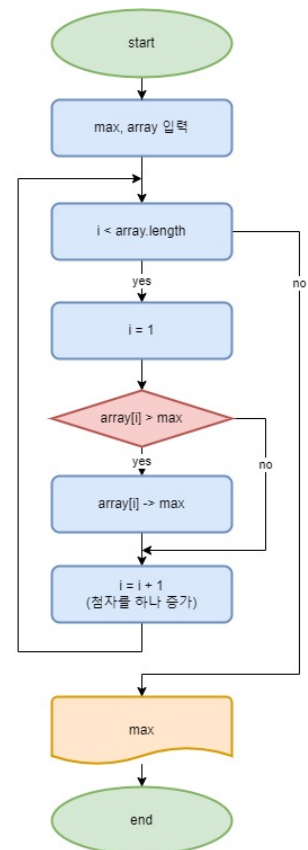 start
max, array 입력
i < array.length
no
yes
i = 1
array[i] > max
yes
no
array[i] -> max
i = i + 1
(첨자를 하나 증가)
max
end